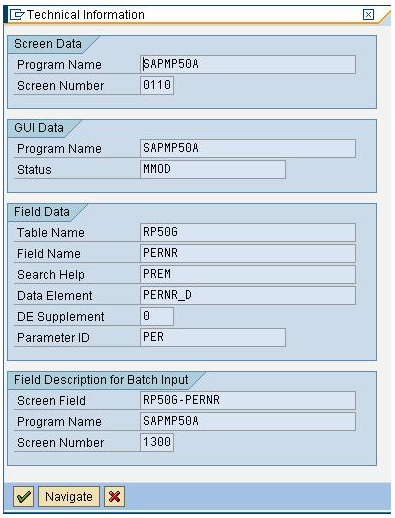 Technical Information
Screen Data
Program Name SAPMP50A
Screen Number 0110
GUI Data
Program Name SAPMP50A
Status MMOD
Field Data
Table Name RP50G
Field Name PERNR
Search Help PREM
Data Element PERNR_D
DE Supplement 0
Parameter ID PER
Field Description for Batch Input
Screen Field RP50G-PERNR
Program Name SAPMP50A
Screen Number 1300
Navigate